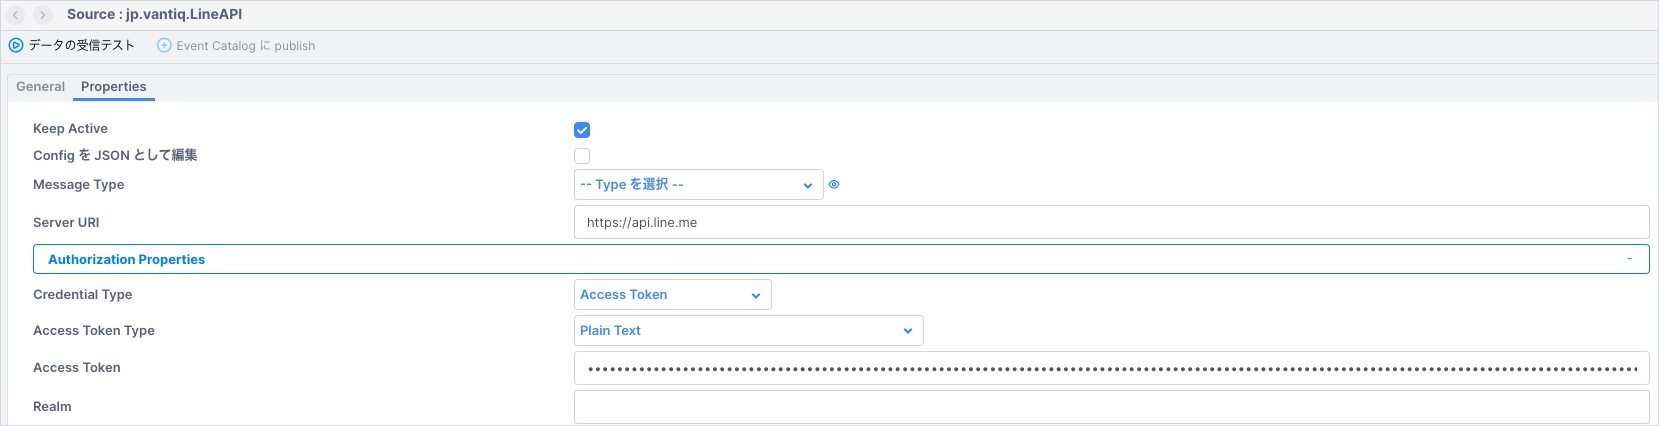 Source : jp.vantiq.LineAPI
データの受信テスト Event Catalog に publish
General Properties
Keep Active
Config を JSON として編集
Message Type -- Type を選択 --
Server URI https://api.line.me
Authorization Properties -
Credential Type Access Token
Access Token Type Plain Text
Access Token
Realm